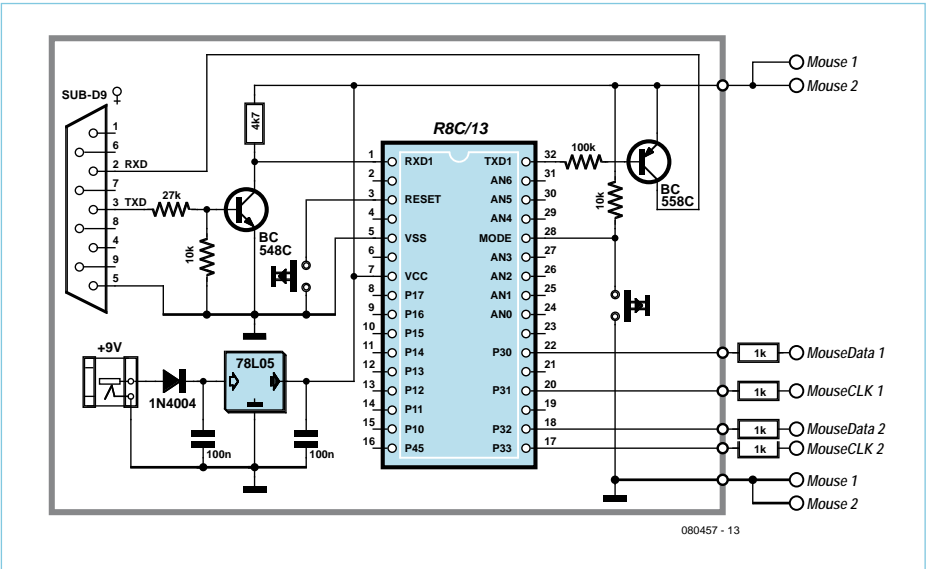 SUB-D9
1
6
2 RXD
7
3 TXD
8
4
9
5
27k
10k
4k7
BC
548C
R8C/13
1 RXD1
2
3 RESET
4
5 VSS
6
7 VCC
8 P17
9 P16
10 P15
11 P14
12 P13
13 P12
14 P11
15 P10
16 P45
TXD1 32
AN6 31
AN5 30
AN4 29
MODE 28
AN3 27
AN2 26
AN1 25
AN0 24
23
P30 22
21
P31 20
19
P32 18
P33 17
100k
10k
BC
558C
+9V
1N4004
78L05
100n
100n
Mouse 1
Mouse 2
1k MouseData 1
1k MouseCLK 1
1k MouseData 2
1k MouseCLK 2
Mouse 1
Mouse 2
080457 - 13